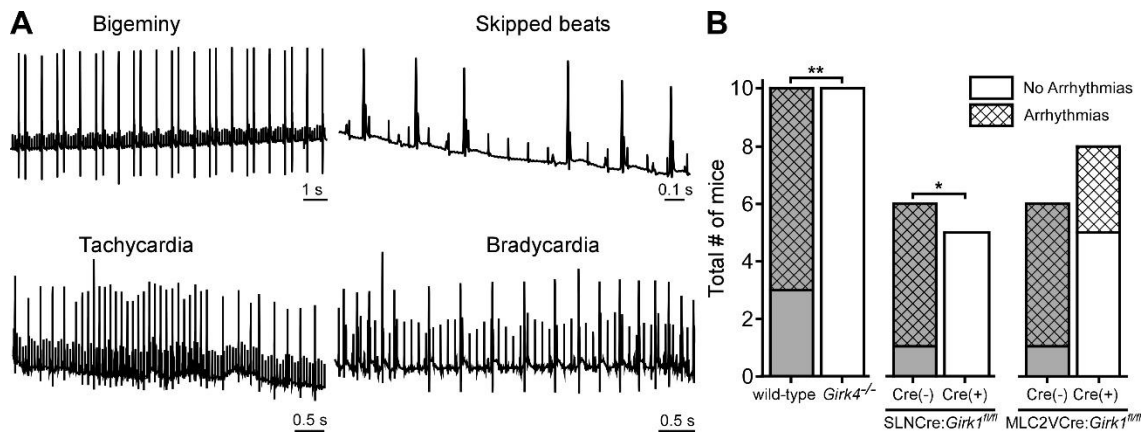 A
Bigeminy
1 s
Skipped beats
0.1 s
Tachycardia
0.5 s
Bradycardia
0.5 s
B
**
*
No Arrhythmias
Arrhythmias
Total # of mice
10
8
6
4
2
0
wild-type Girk4-/-
Cre(-) Cre(+)
SLNCre:Girk1fl/fl
Cre(-) Cre(+)
MLC2VCre:Girk1fl/fl